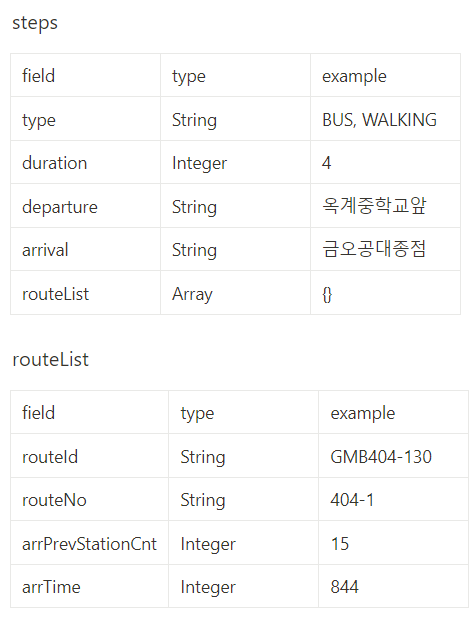 steps
field type example
type String BUS, WALKING
duration Integer 4
departure String 옥계중학교앞
arrival String 금오공대종점
routeList Array {}
routeList
field type example
routeId String GMB404-130
routeNo String 404-1
arrPrevStationCnt Integer 15
arrTime Integer 844